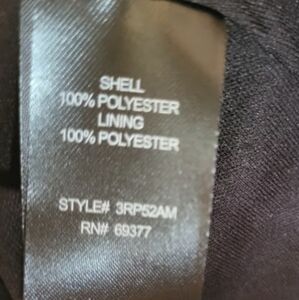 SHELL
100% POLYESTER
LINING
100% POLYESTER
STYLE# 3RP52AM
RN# 69377